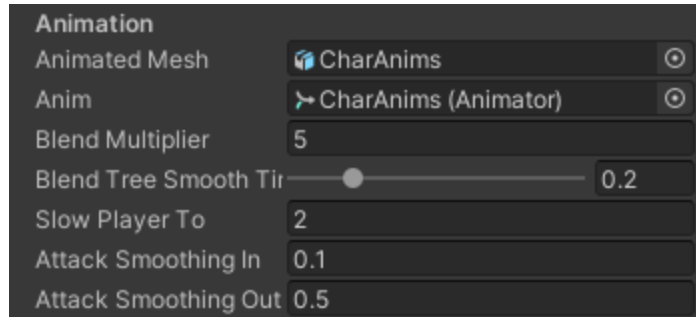 Animation
Animated Mesh CharAnims
Anim CharAnims (Animator)
Blend Multiplier 5
Blend Tree Smooth Tir 0.2
Slow Player To 2
Attack Smoothing In 0.1
Attack Smoothing Out 0.5